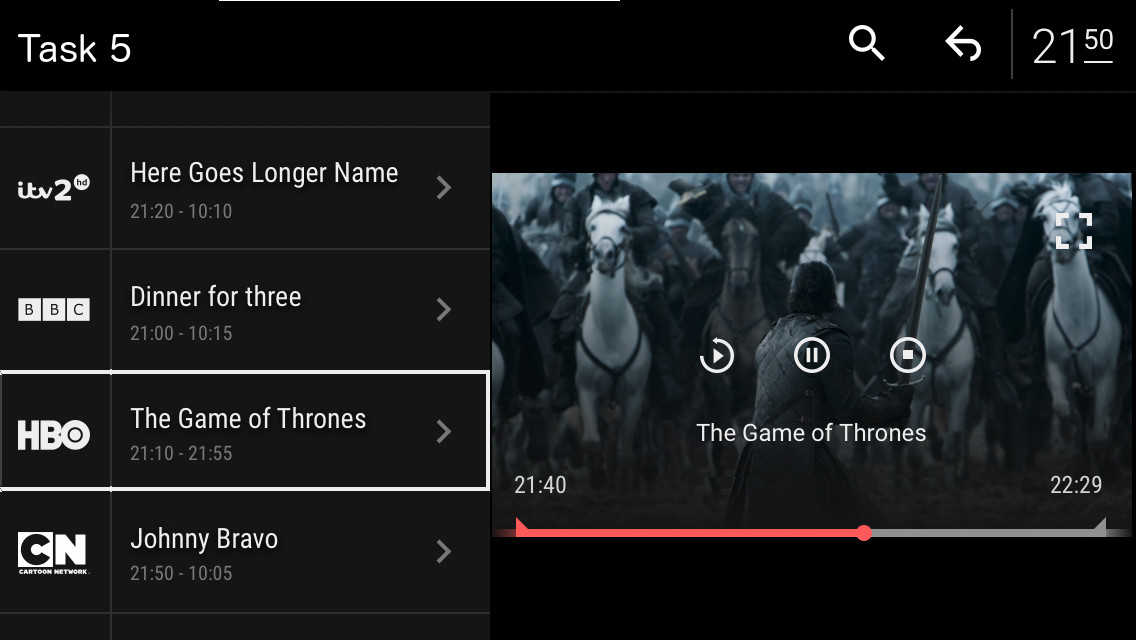 Task 5
21 50
itv2 hd
Here Goes Longer Name
21:20 - 10:10
BBC
Dinner for three
21:00 - 10:15
HBO
The Game of Thrones
21:10 - 21:55
CN
CARTOON NETWORK
Johnny Bravo
21:50 - 10:05
The Game of Thrones
21:40
22:29